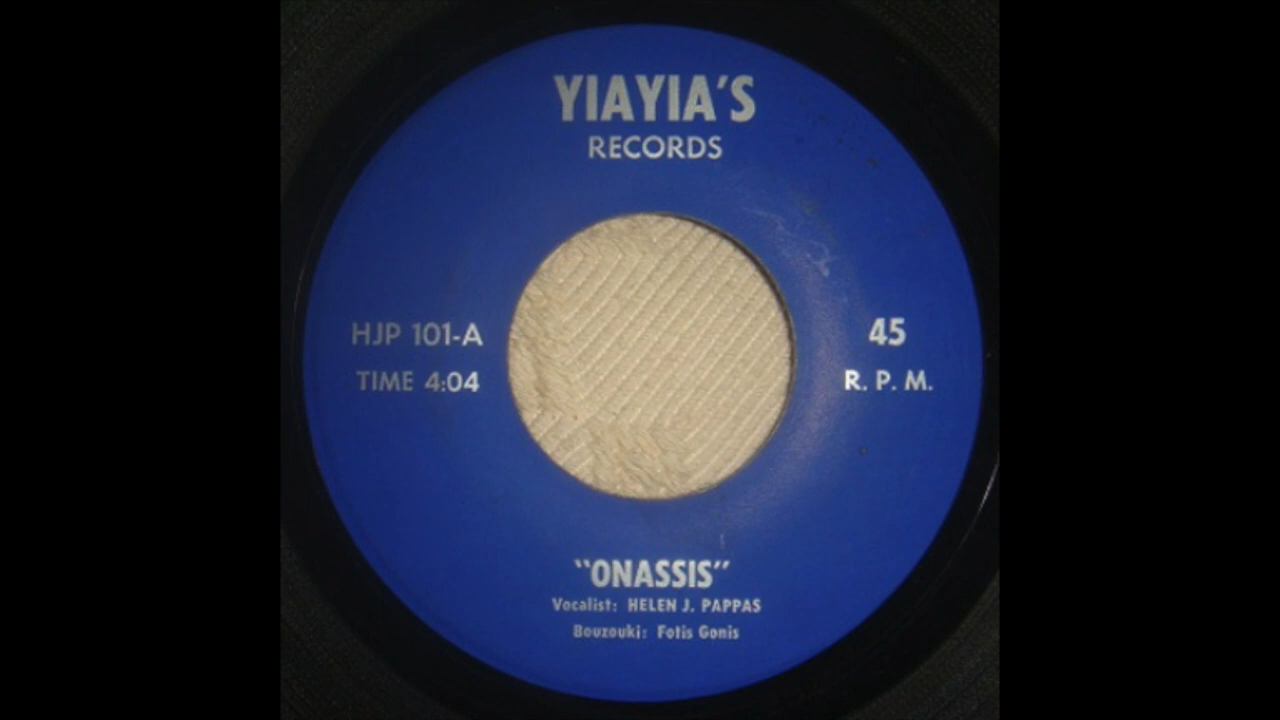 YIAYIA'S
RECORDS
HJP 101-A
TIME 4:04
45
R. P. M.
"ONASSIS"
Vocalist: HELEN J. PAPPAS
Bouzouki: Fotis Gonis